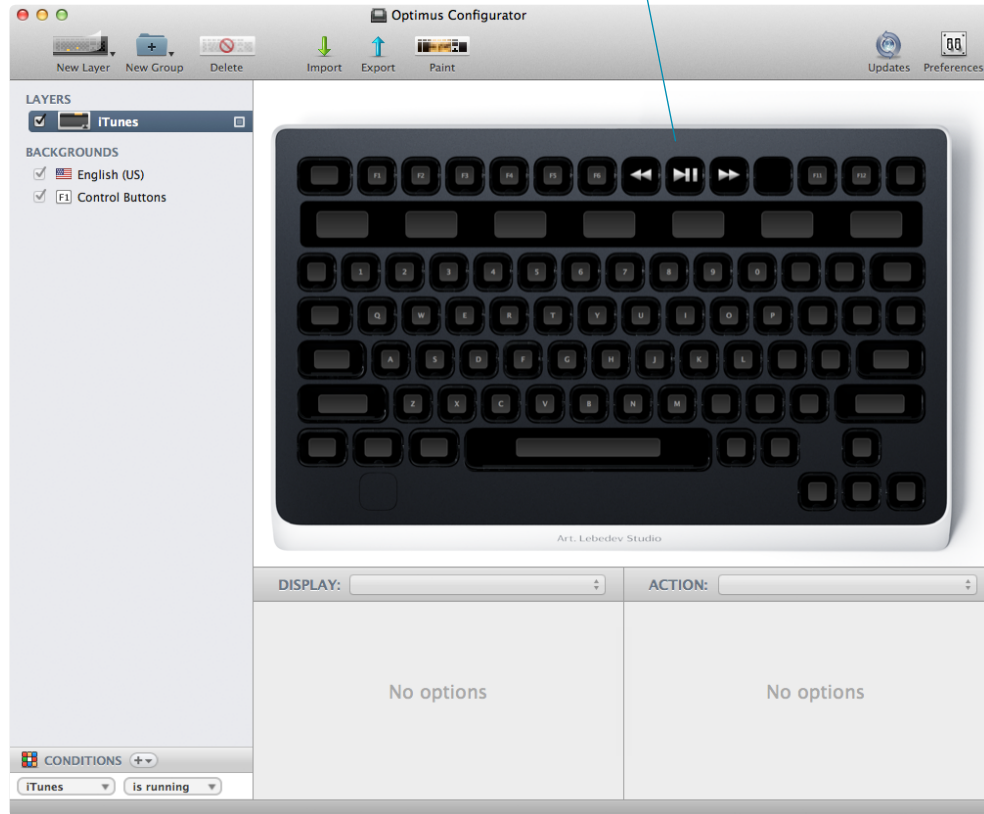 Optimus Configurator
New Layer New Group Delete Import Export Paint Updates Preferences
LAYERS
iTunes
BACKGROUNDS
English (US)
F1 Control Buttons
F1 F2 F3 F4 F5 F6 F11 F12
1 2 3 4 5 6 7 8 9 0
Q W E R T Y U I O P
A S D F G H J K L
Z X C V B N M
Art. Lebedev Studio
DISPLAY: ACTION:
No options No options
CONDITIONS
iTunes is running